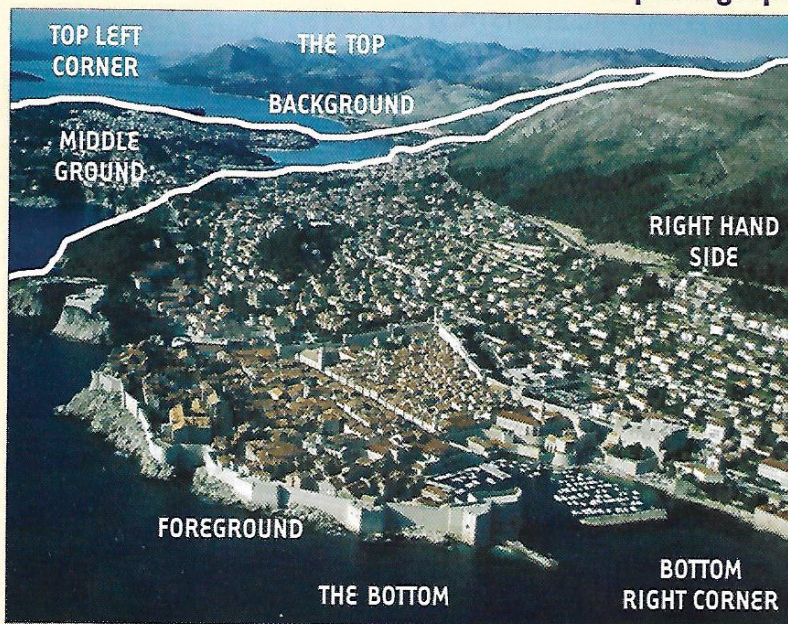 TOP LEFT
CORNER
THE TOP
BACKGROUND
MIDDLE
GROUND
RIGHT HAND
SIDE
FOREGROUND
THE BOTTOM
BOTTOM
RIGHT CORNER